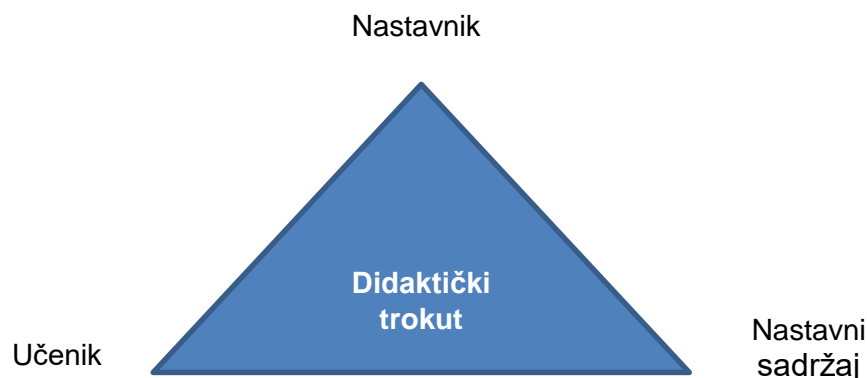 Nastavnik
Didaktički
trokut
Učenik
Nastavni
sadržaj